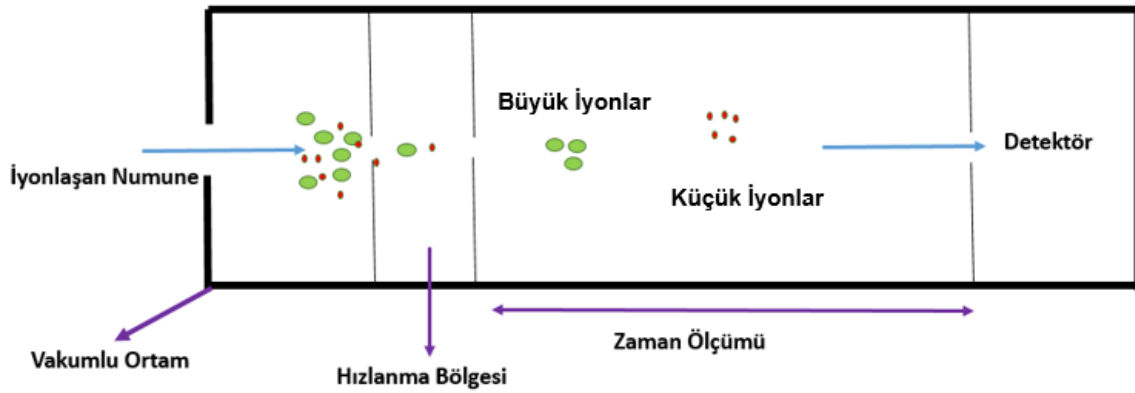 Büyük İyonlar
Detektör
İyonlaşan Numune
Küçük İyonlar
Zaman Ölçümü
Vakumlu Ortam
Hızlanma Bölgesi